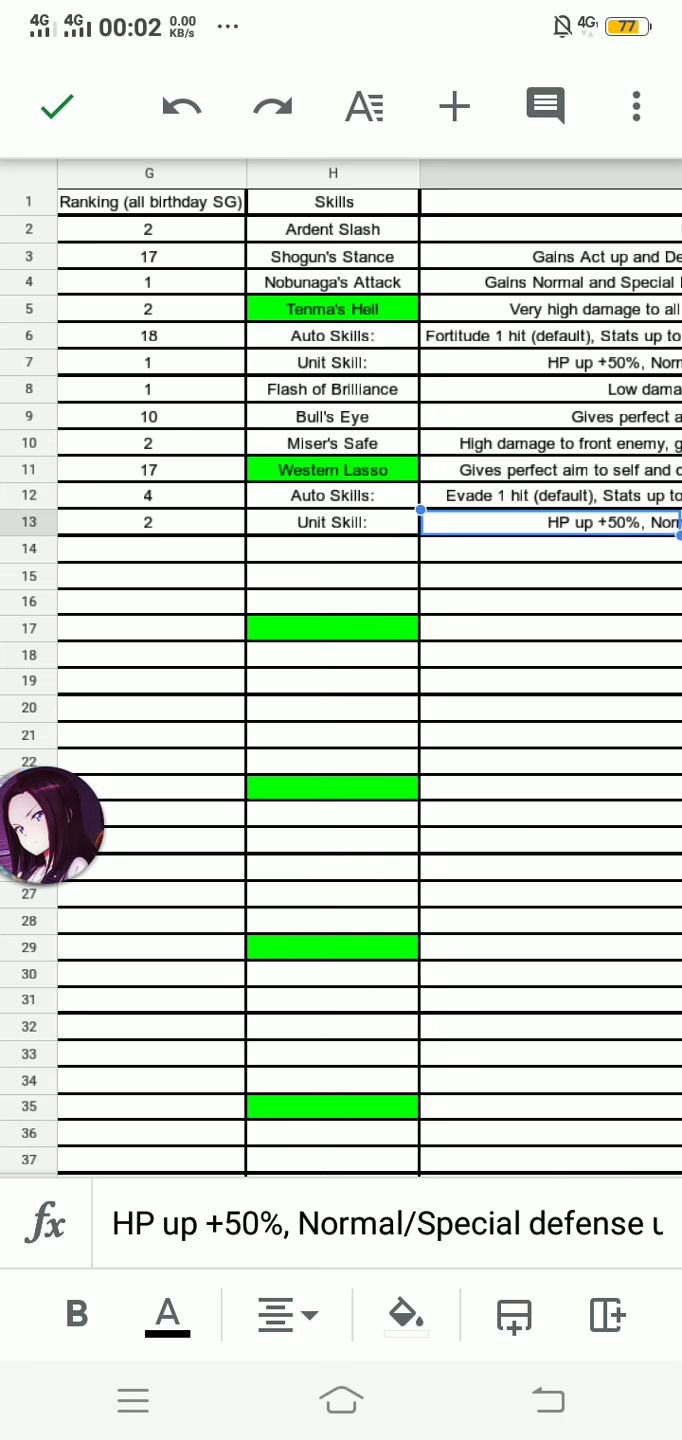 4G 4G 00:02 0.00 KB/s ... 4G 77
G H
1 Ranking (all birthday SG) Skills
2 2 Ardent Slash
3 17 Shogun's Stance Gains Act up and De
4 1 Nobunaga's Attack Gains Normal and Special
5 2 Tenma's Hell Very high damage to all
6 18 Auto Skills: Fortitude 1 hit (default), Stats up to
7 1 Unit Skill: HP up +50%, Norm
8 1 Flash of Brilliance Low dama
9 10 Bull's Eye Gives perfect a
10 2 Miser's Safe High damage to front enemy, g
11 17 Western Lasso Gives perfect aim to self and d
12 4 Auto Skills: Evade 1 hit (default), Stats up to
13 2 Unit Skill: HP up +50%, Norm
14
15
16
17
18
19
20
21
22
27
28
29
30
31
32
33
34
35
36
37
fx HP up +50%, Normal/Special defense u
B A